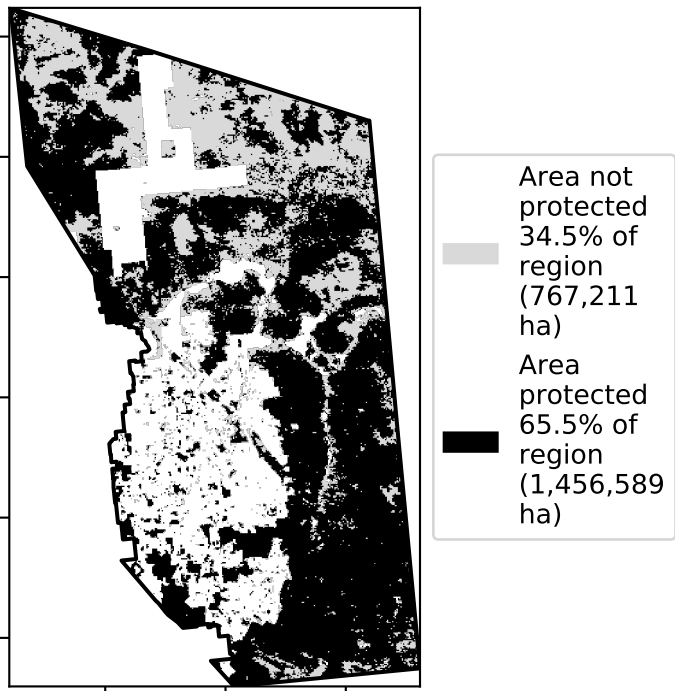 Area not
protected
34.5% of
region
(767,211
ha)
Area
protected
65.5% of
region
(1,456,589
ha)